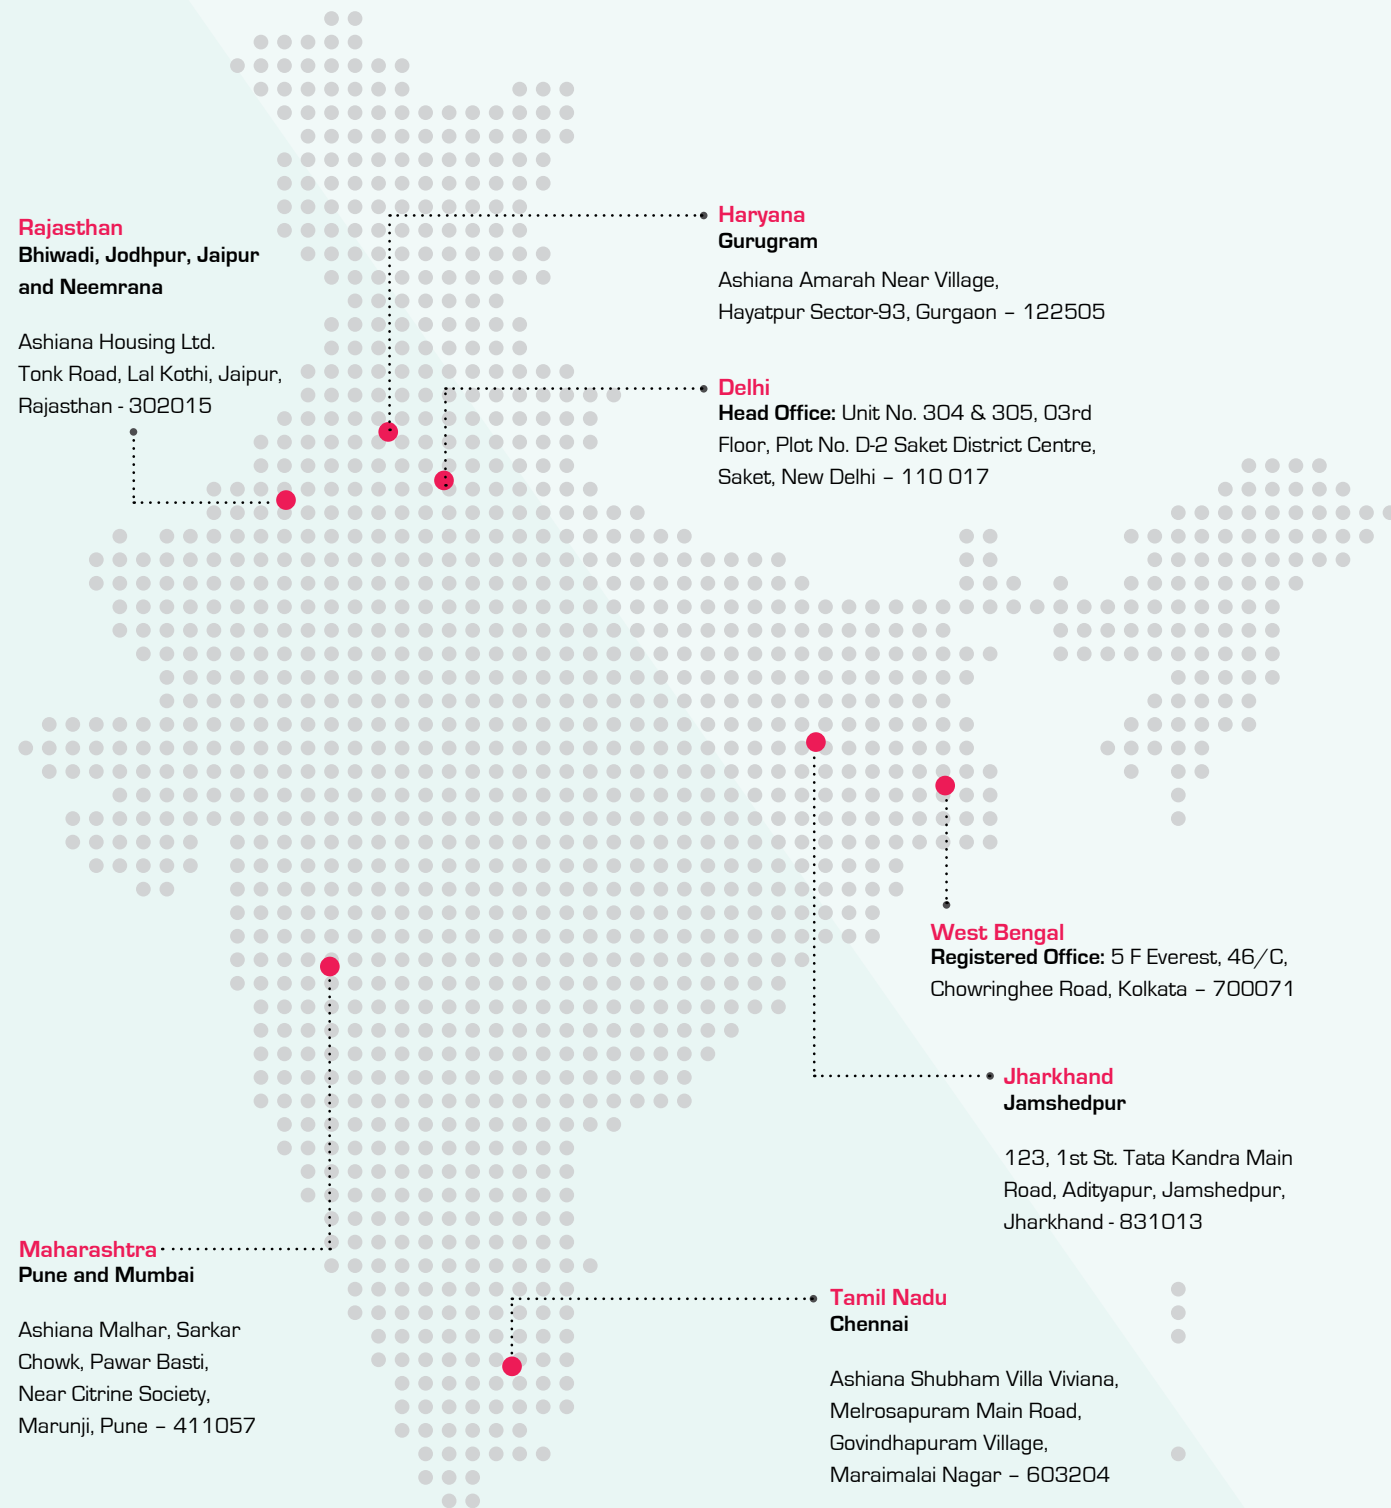 Rajasthan
Bhiwadi, Jodhpur, Jaipur
and Neemrana
Ashiana Housing Ltd.
Tonk Road, Lal Kothi, Jaipur,
Rajasthan - 302015
Haryana
Gurugram
Ashiana Amarah Near Village,
Hayatpur Sector-93, Gurgaon – 122505
Delhi
Head Office: Unit No. 304 & 305, 03rd
Floor, Plot No. D-2 Saket District Centre,
Saket, New Delhi – 110 017
West Bengal
Registered Office: 5 F Everest, 46/C,
Chowringhee Road, Kolkata – 700071
Jharkhand
Jamshedpur
123, 1st St. Tata Kandra Main
Road, Adityapur, Jamshedpur,
Jharkhand - 831013
Maharashtra
Pune and Mumbai
Ashiana Malhar, Sarkar
Chowk, Pawar Basti,
Near Citrine Society,
Marunji, Pune – 411057
Tamil Nadu
Chennai
Ashiana Shubham Villa Viviana,
Melrosapuram Main Road,
Govindhapuram Village,
Maraimalai Nagar – 603204